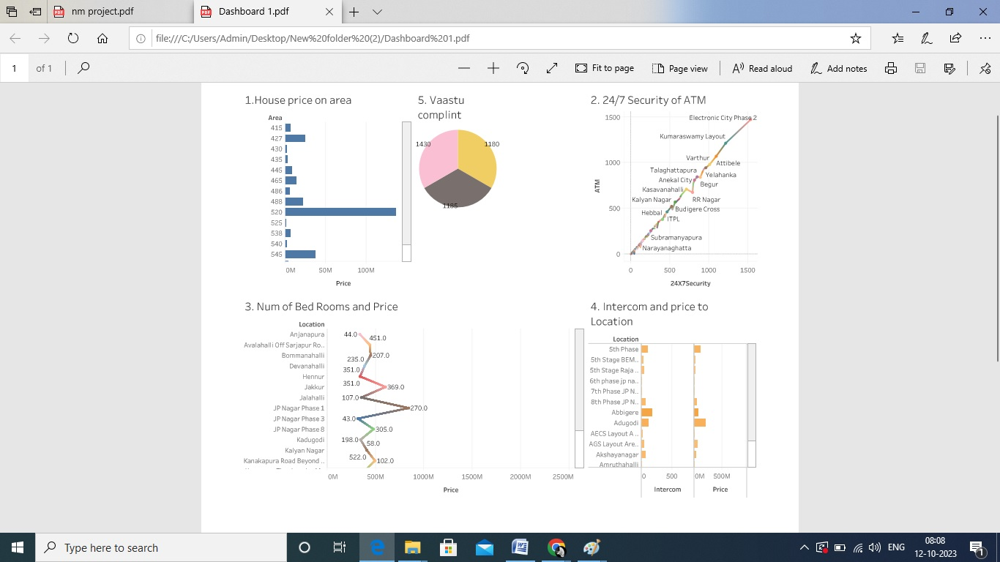 nm project.pdf
Dashboard 1.pdf
file:///C:/Users/Admin/Desktop/New%20folder%20(2)/Dashboard%201.pdf
1 of 1
Fit to page
Page view
Read aloud
Add notes
1.House price on area
Area
415
427
430
435
445
465
486
488
520
525
538
540
545
0M 50M 100M
Price
5. Vaastu
complint
1430
1180
1185
2. 24/7 Security of ATM
1500
1000
500
0
ATM
Electronic City Phase 2
Kumaraswamy Layout
Varthur
Attibele
Talaghattapura
Yelahanka
Anekal City
Begur
Kasavanahalli
Kalyan Nagar
RR Nagar
Budigere Cross
Hebbal
ITPL
Subramanyapura
Narayanaghatta
0 500 1000 1500
24X7Security
3. Num of Bed Rooms and Price
Location
Anjanapura 44.0
451.0
Avalahalli Off Sarjapur Ro..
Bommanahalli 207.0
235.0
Devanahalli
351.0
Hennur
351.0
Jakkur 369.0
Jalahalli 107.0
JP Nagar Phase 1 270.0
JP Nagar Phase 3 43.0
JP Nagar Phase 8 305.0
Kadugodi 198.0
58.0
Kalyan Nagar
522.0
Kanakapura Road Beyond .. 102.0
0M 500M 1000M 1500M 2000M 2500M
Price
4. Intercom and price to
Location
Location
5th Phase
5th Stage BEM..
5th Stage Raja ..
6th phase jp na..
7th Phase JP N..
8th Phase JP N..
Abbigere
Adugodi
AECS Layout A ..
AGS Layout Are..
Akshayanagar
Amruthahalli
0 500 0M 500M
Intercom Price
Type here to search
ENG
08:08
12-10-2023
1